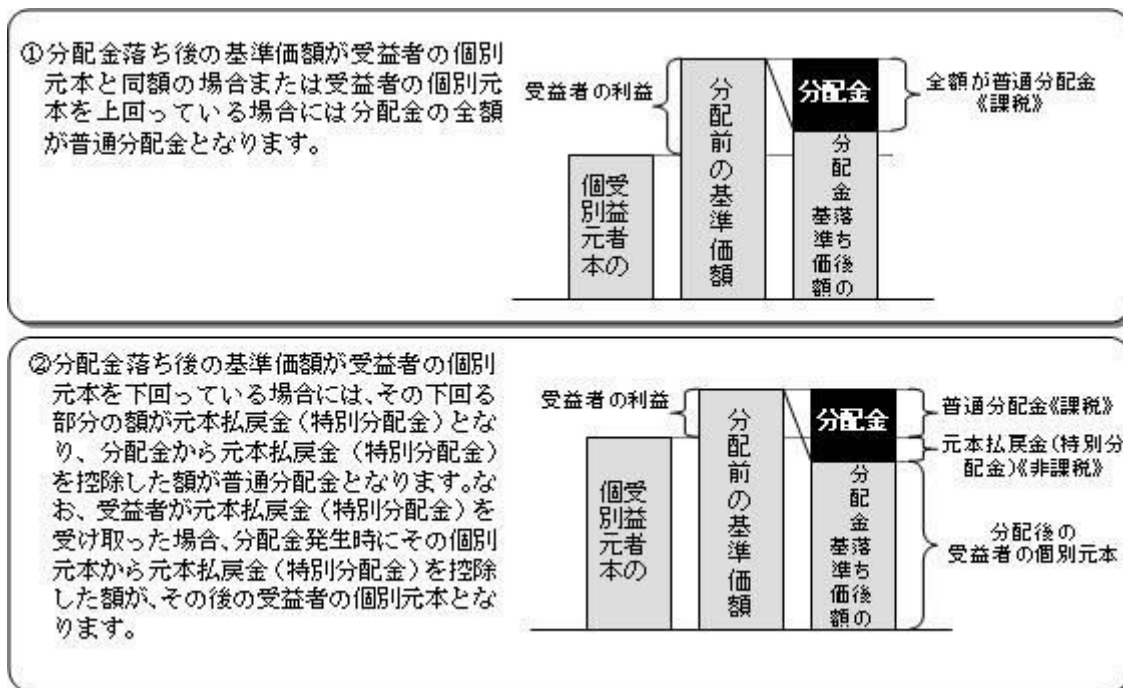 ①分配金落ち後の基準価額が受益者の個別
元本と同額の場合または受益者の個別元
本を上回っている場合には分配金の全額
が普通分配金となります。
受益者の利益
受益者の
個別元本
分配前の基準価額
分配金
分配金落ち後の
基準価額
全額が普通分配金
《課税》
②分配金落ち後の基準価額が受益者の個別
元本を下回っている場合には、その下回る
部分の額が元本払戻金(特別分配金)とな
り、分配金から元本払戻金(特別分配金)
を控除した額が普通分配金となります。な
お、受益者が元本払戻金(特別分配金)を
受け取った場合、分配金発生時にその個別
元本から元本払戻金(特別分配金)を控除
した額が、その後の受益者の個別元本とな
ります。
受益者の利益
受益者の
個別元本
分配前の基準価額
分配金
分配金落ち後の
基準価額
普通分配金《課税》
元本払戻金(特別分
配金)《非課税》
分配後の
受益者の個別元本